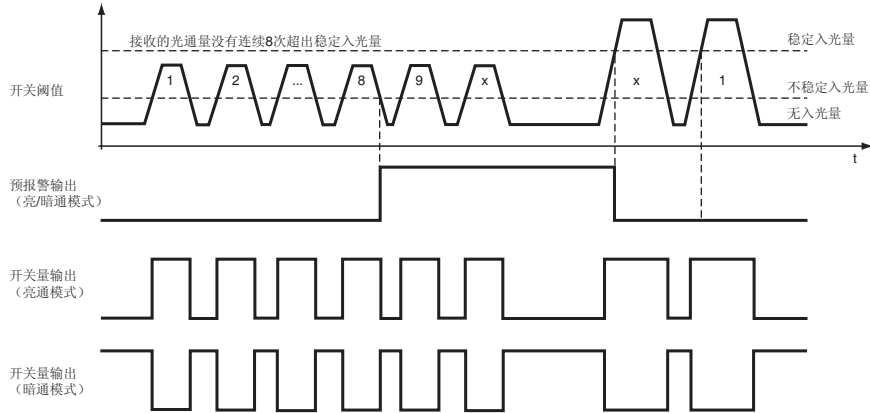 接收的光通量没有连续8次超出稳定入光量
稳定入光量
开关阈值
1 2 ... 8 9 x x 1
不稳定入光量
无入光量
t
预报警输出
（亮/暗通模式）
开关量输出
（亮通模式）
开关量输出
（暗通模式）